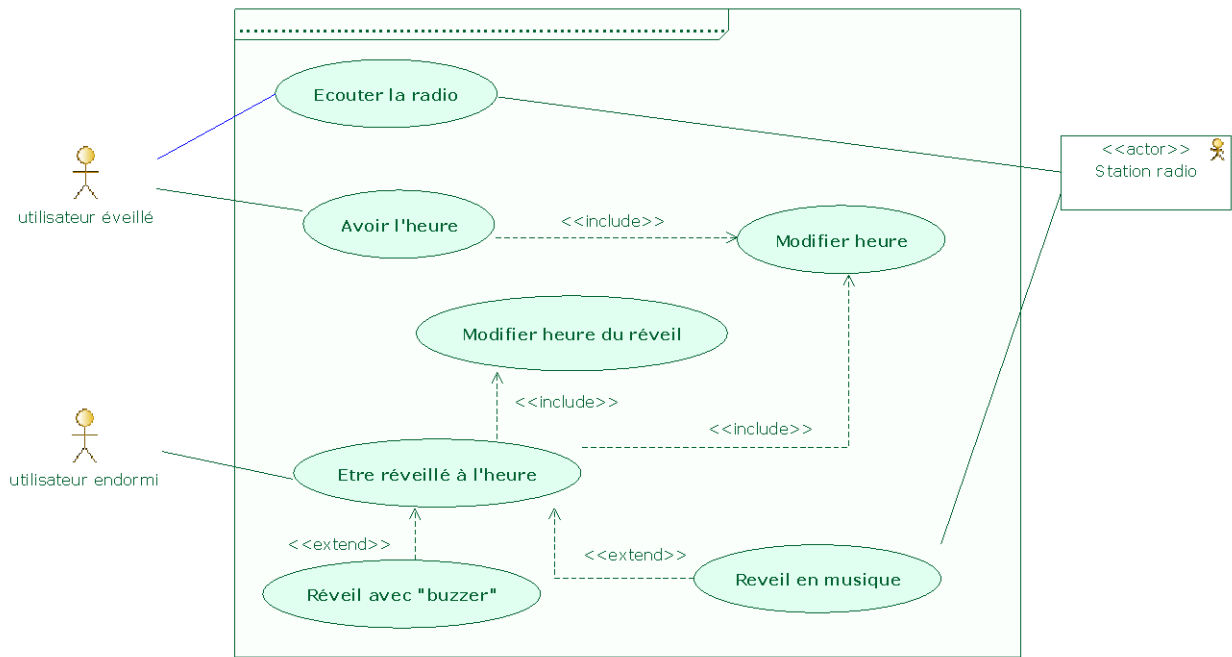 Ecouter la radio
<<actor>>
Station radio
utilisateur éveillé
Avoir l'heure
<<include>>
Modifier heure
Modifier heure du réveil
<<include>>
<<include>>
Etre réveillé à l'heure
utilisateur endormi
<<extend>>
<<extend>>
Réveil avec "buzzer"
Reveil en musique